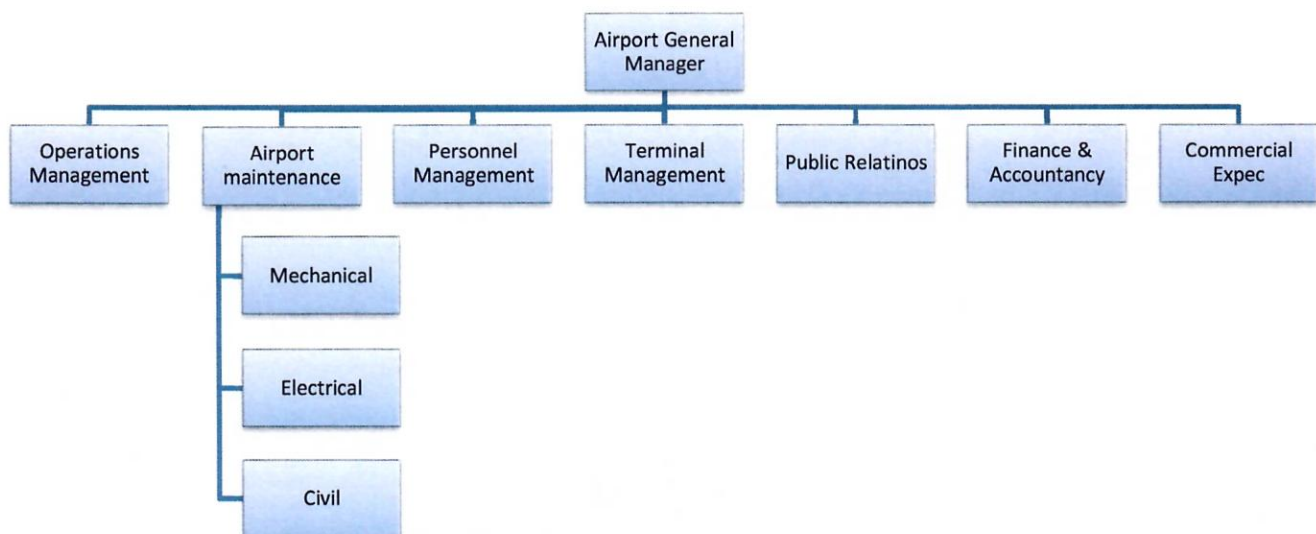 Airport General
Manager
Operations
Management
Airport
maintenance
Personnel
Management
Terminal
Management
Public Relatinos
Finance &
Accountancy
Commercial
Expec
Mechanical
Electrical
Civil